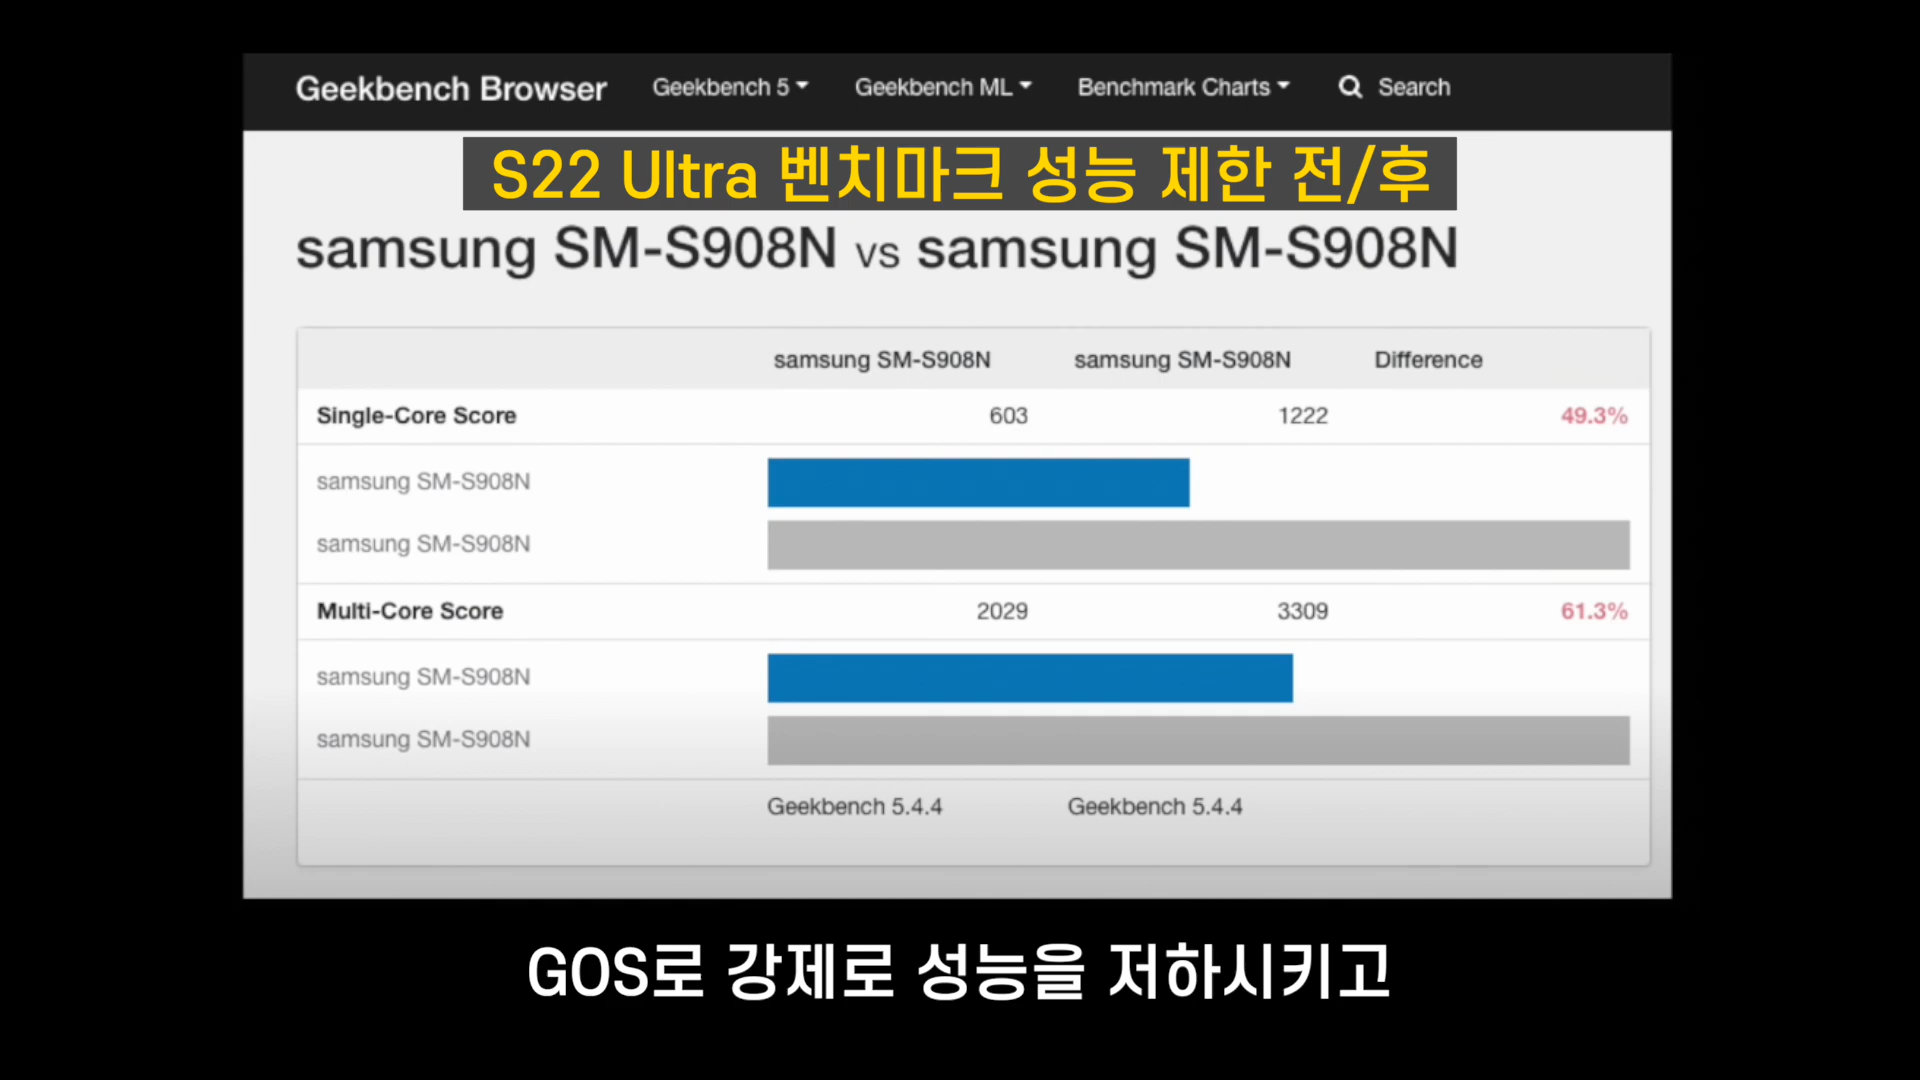 Geekbench Browser Geekbench 5 Geekbench ML Benchmark Charts Search
S22 Ultra 벤치마크 성능 제한 전/후
samsung SM-S908N vs samsung SM-S908N
samsung SM-S908N samsung SM-S908N Difference
Single-Core Score 603 1222 49.3%
samsung SM-S908N
samsung SM-S908N
Multi-Core Score 2029 3309 61.3%
samsung SM-S908N
samsung SM-S908N
Geekbench 5.4.4 Geekbench 5.4.4
GOS로 강제로 성능을 저하시키고